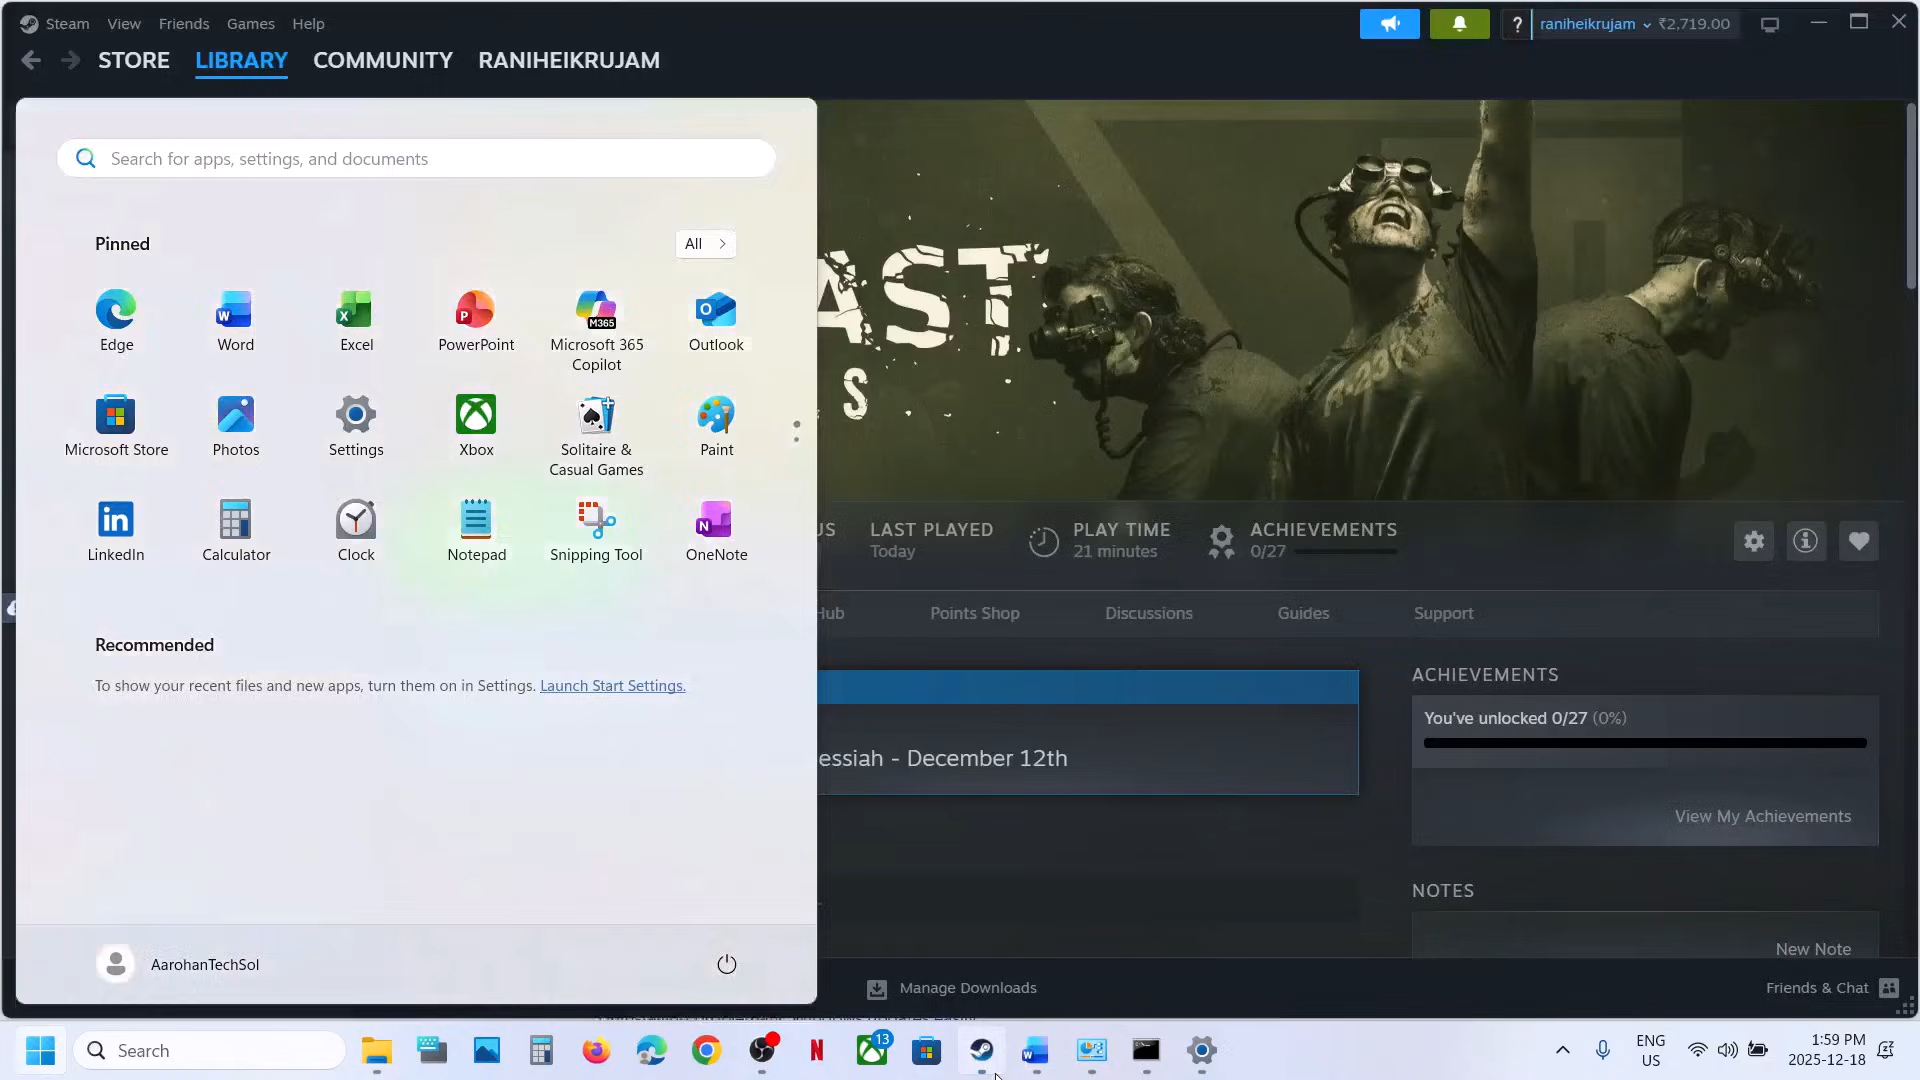 Steam View Friends Games Help
? raniheikrujam ₹2,719.00
STORE LIBRARY COMMUNITY RANIHEIKRUJAM
Search for apps, settings, and documents
Pinned
All
Edge Word Excel PowerPoint Microsoft 365 Copilot Outlook
Microsoft Store Photos Settings Xbox Solitaire & Casual Games Paint
LinkedIn Calculator Clock Notepad Snipping Tool OneNote
Recommended
To show your recent files and new apps, turn them on in Settings. Launch Start Settings.
AarohanTechSol
AST
S
US LAST PLAYED PLAY TIME ACHIEVEMENTS
Today 21 minutes 0/27
Hub Points Shop Discussions Guides Support
essiah - December 12th
ACHIEVEMENTS
You've unlocked 0/27 (0%)
View My Achievements
NOTES
New Note
Manage Downloads
Friends & Chat
Search
13
ENG
US
1:59 PM
2025-12-18